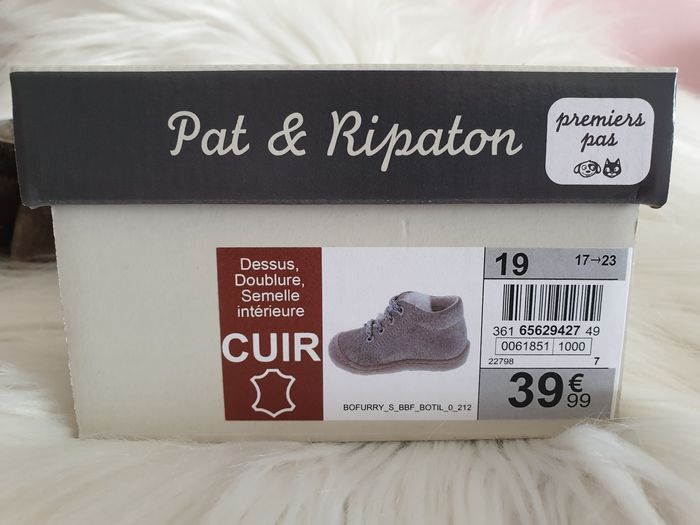 Pat & Ripaton
premiers
pas
Dessus,
Doublure,
Semelle
intérieure
CUIR
BOFURRY_S_BBF_BOTIL_0_212
19 17→23
361 65629427 49
0061851 1000
22798 7
39€99